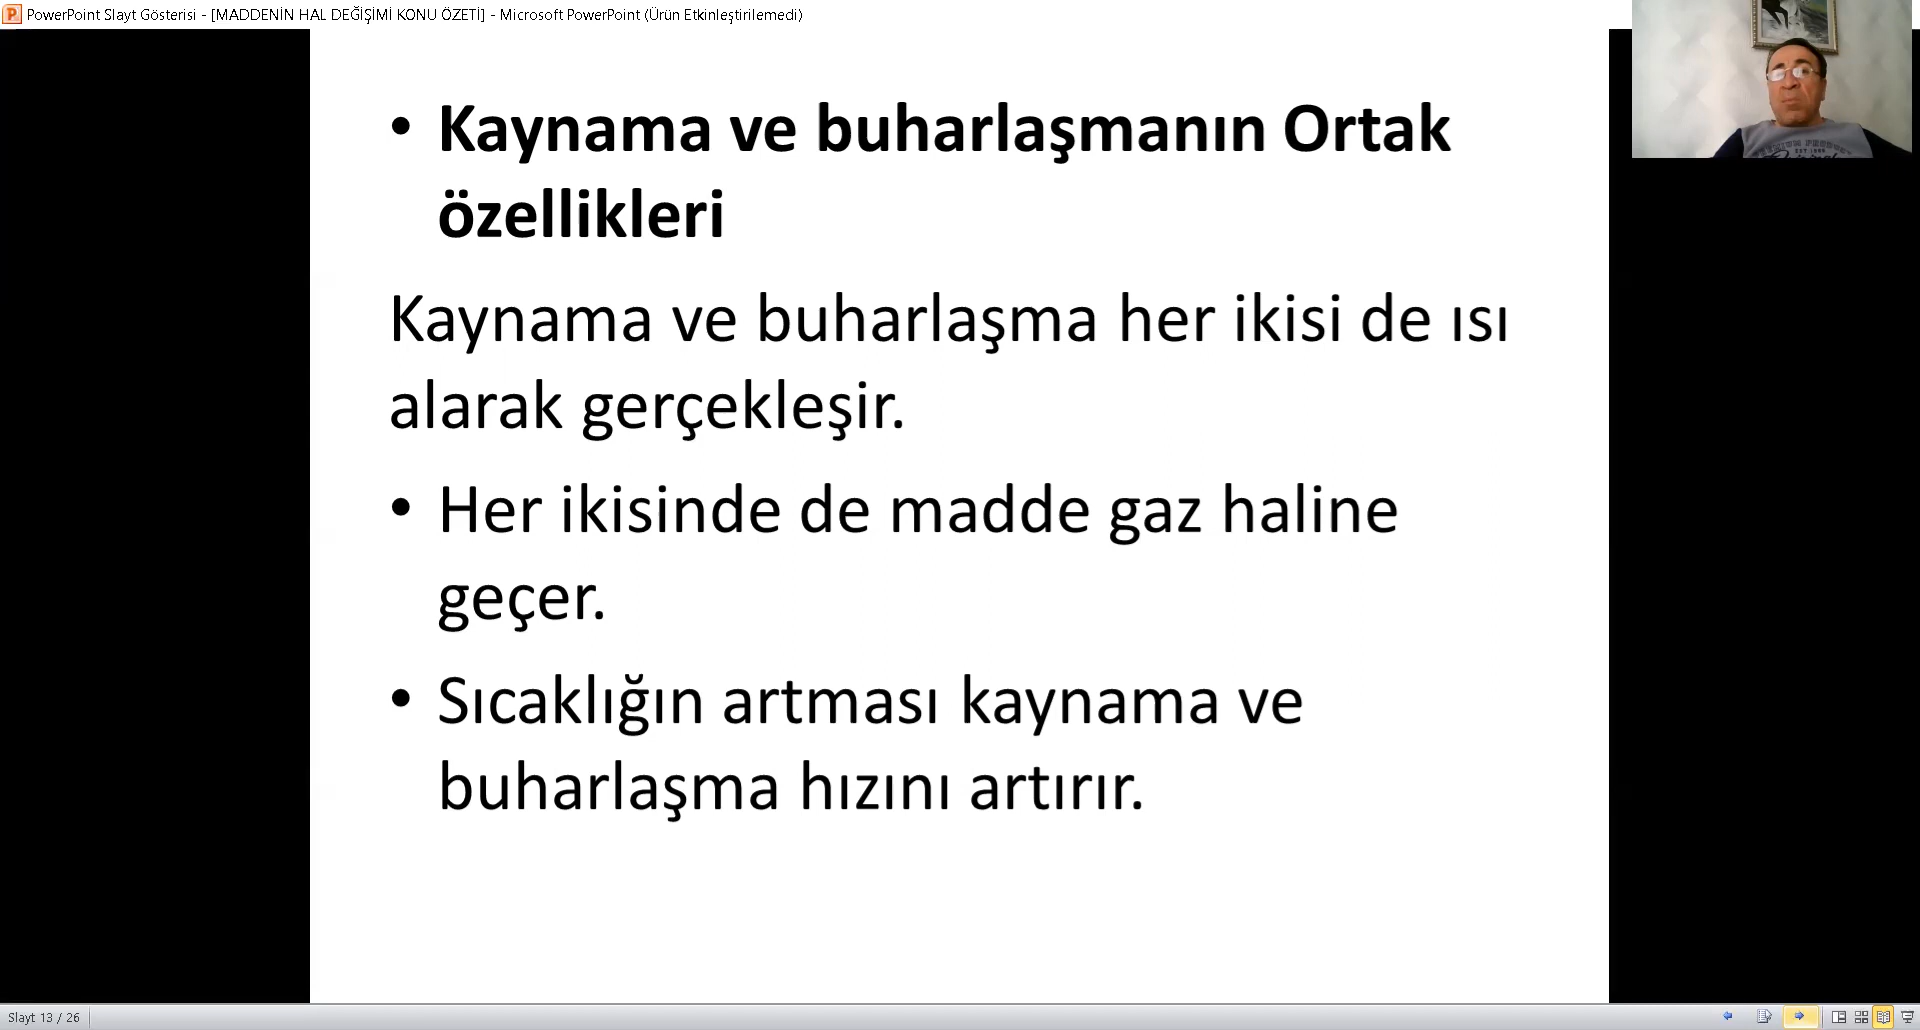 PowerPoint Slayt Gösterisi - [MADDENİN HAL DEĞİŞİMİ KONU ÖZETİ] - Microsoft PowerPoint (Ürün Etkinleştirilemedi)
• Kaynama ve buharlaşmanın Ortak
özellikleri
Kaynama ve buharlaşma her ikisi de ısı
alarak gerçekleşir.
• Her ikisinde de madde gaz haline
geçer.
• Sıcaklığın artması kaynama ve
buharlaşma hızını artırır.
Slayt 13 / 26